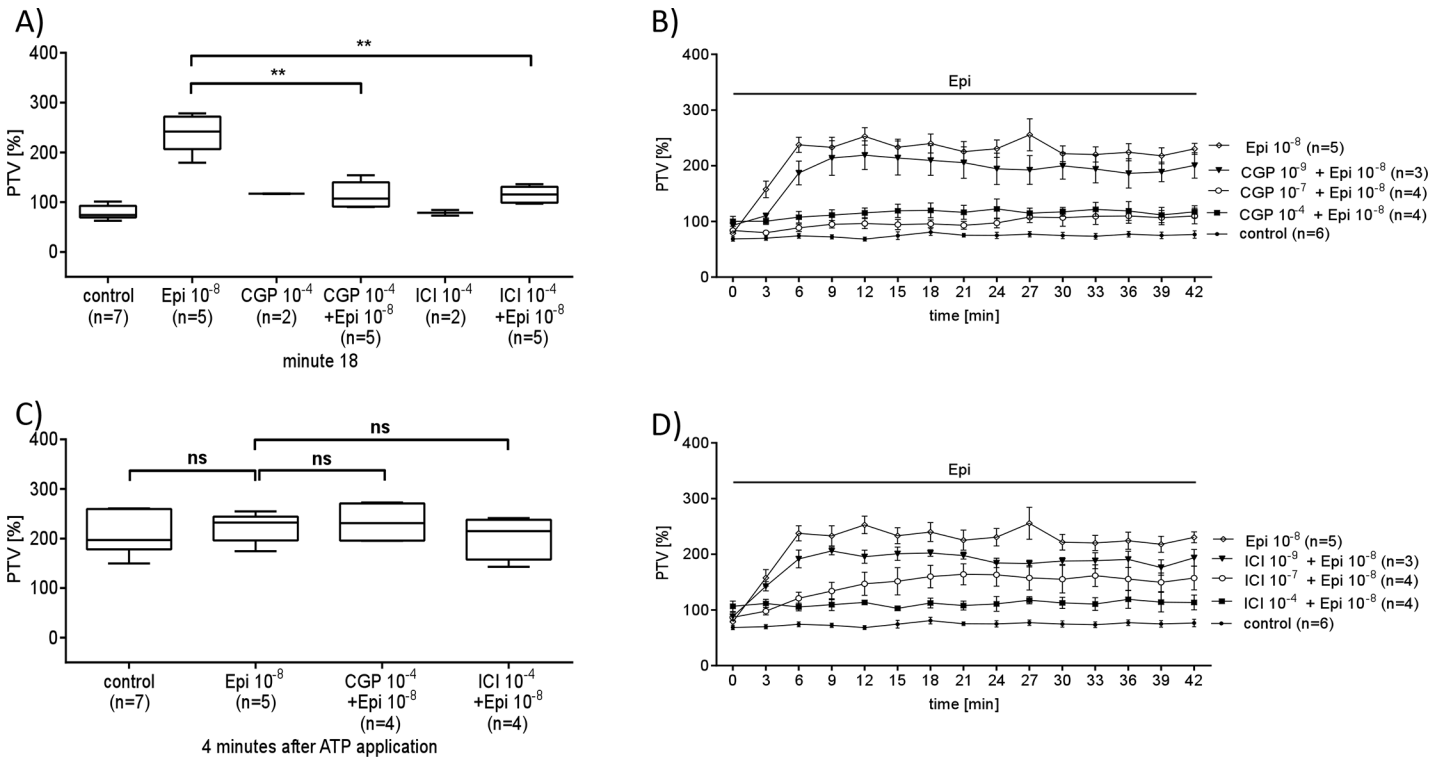 A)
PTV [%]
400
300
200
100
0
**
**
control
(n=7)
Epi 10⁻⁸
(n=5)
CGP 10⁻⁴
(n=2)
CGP 10⁻⁴
+Epi 10⁻⁸
(n=5)
ICI 10⁻⁴
(n=2)
ICI 10⁻⁴
+Epi 10⁻⁸
(n=5)
minute 18
B)
PTV [%]
400
300
200
100
0
Epi
0 3 6 9 12 15 18 21 24 27 30 33 36 39 42
time [min]
Epi 10⁻⁸ (n=5)
CGP 10⁻⁹ + Epi 10⁻⁸ (n=3)
CGP 10⁻⁷ + Epi 10⁻⁸ (n=4)
CGP 10⁻⁴ + Epi 10⁻⁸ (n=4)
control (n=6)
C)
PTV [%]
400
300
200
100
0
ns
ns
ns
control
(n=7)
Epi 10⁻⁸
(n=5)
CGP 10⁻⁴
+Epi 10⁻⁸
(n=4)
ICI 10⁻⁴
+Epi 10⁻⁸
(n=4)
4 minutes after ATP application
D)
PTV [%]
400
300
200
100
0
Epi
0 3 6 9 12 15 18 21 24 27 30 33 36 39 42
time [min]
Epi 10⁻⁸ (n=5)
ICI 10⁻⁹ + Epi 10⁻⁸ (n=3)
ICI 10⁻⁷ + Epi 10⁻⁸ (n=4)
ICI 10⁻⁴ + Epi 10⁻⁸ (n=4)
control (n=6)